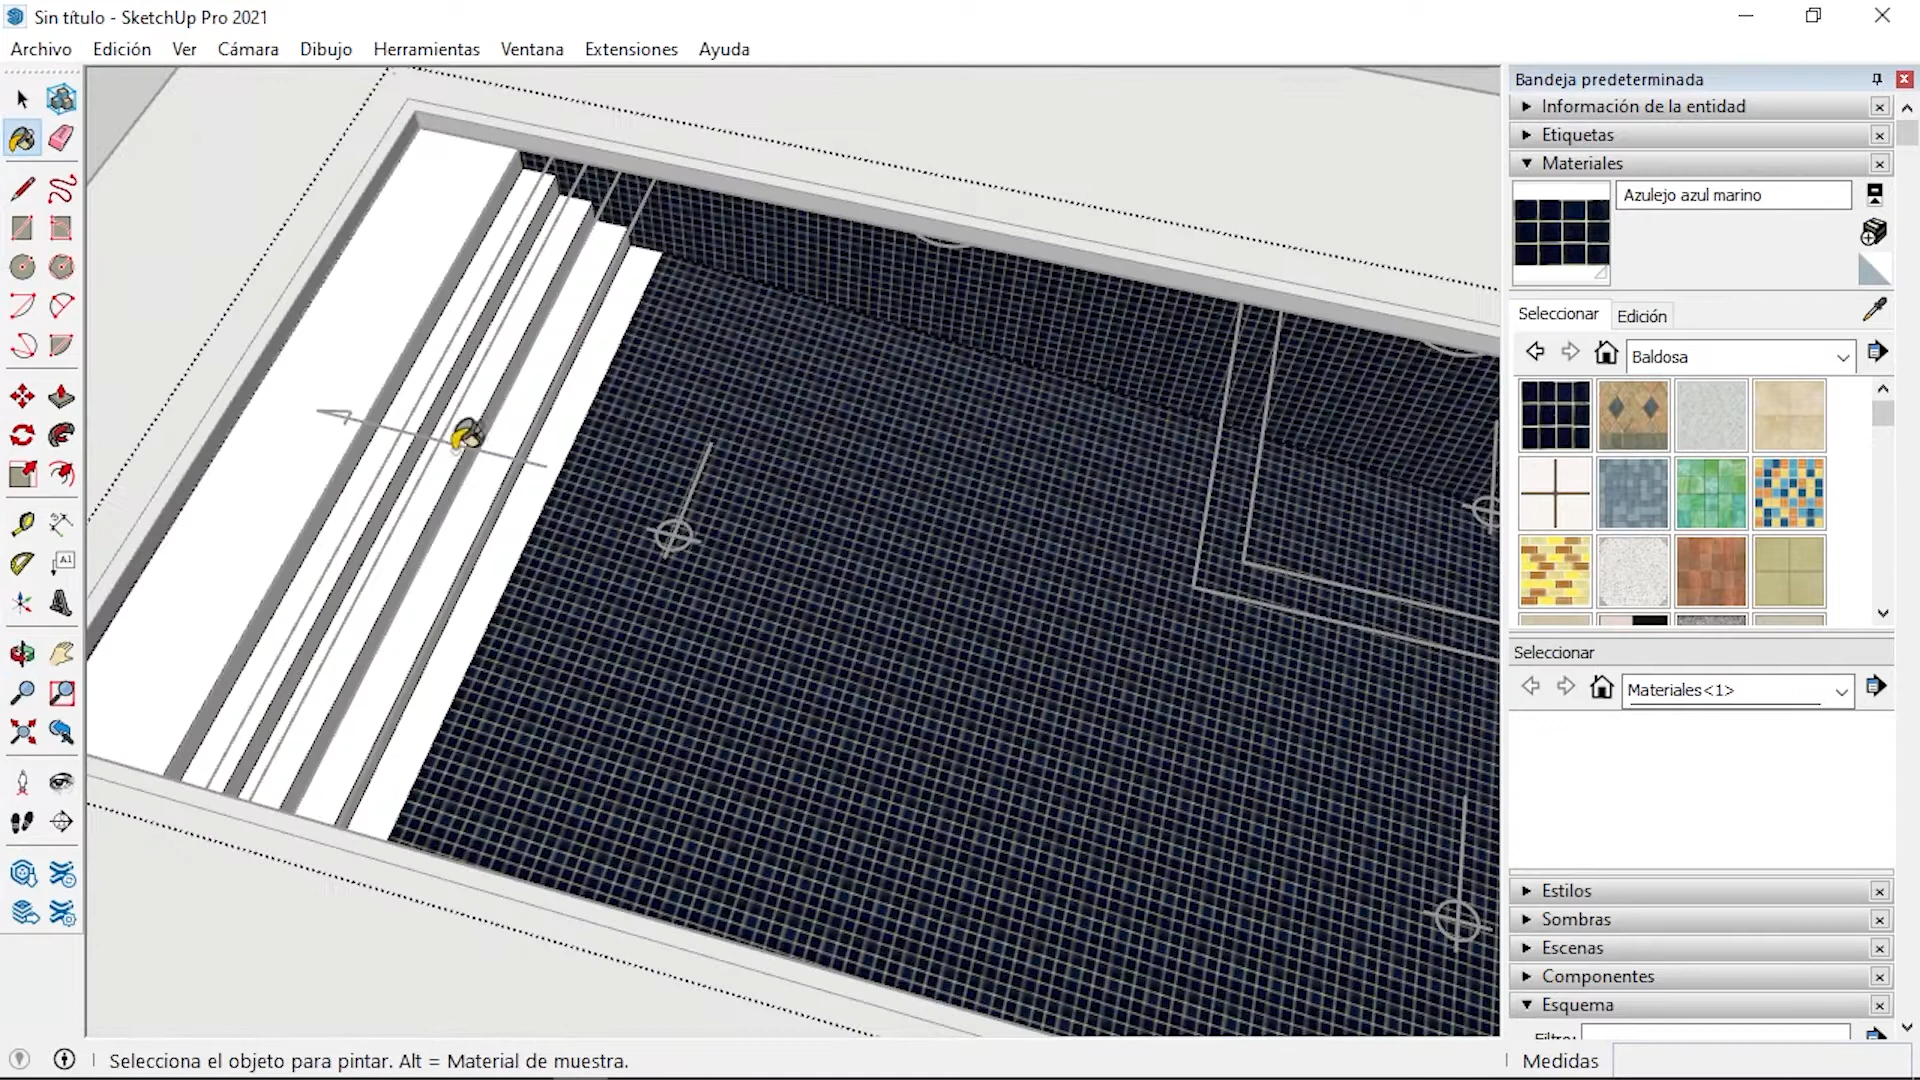 Sin título - SketchUp Pro 2021
Archivo Edición Ver Cámara Dibujo Herramientas Ventana Extensiones Ayuda
Bandeja predeterminada
Información de la entidad
Etiquetas
Materiales
Azulejo azul marino
Seleccionar Edición
Baldosa
Seleccionar
Materiales<1>
Estilos
Sombras
Escenas
Componentes
Esquema
Filtro:
A1
Selecciona el objeto para pintar. Alt = Material de muestra.
Medidas